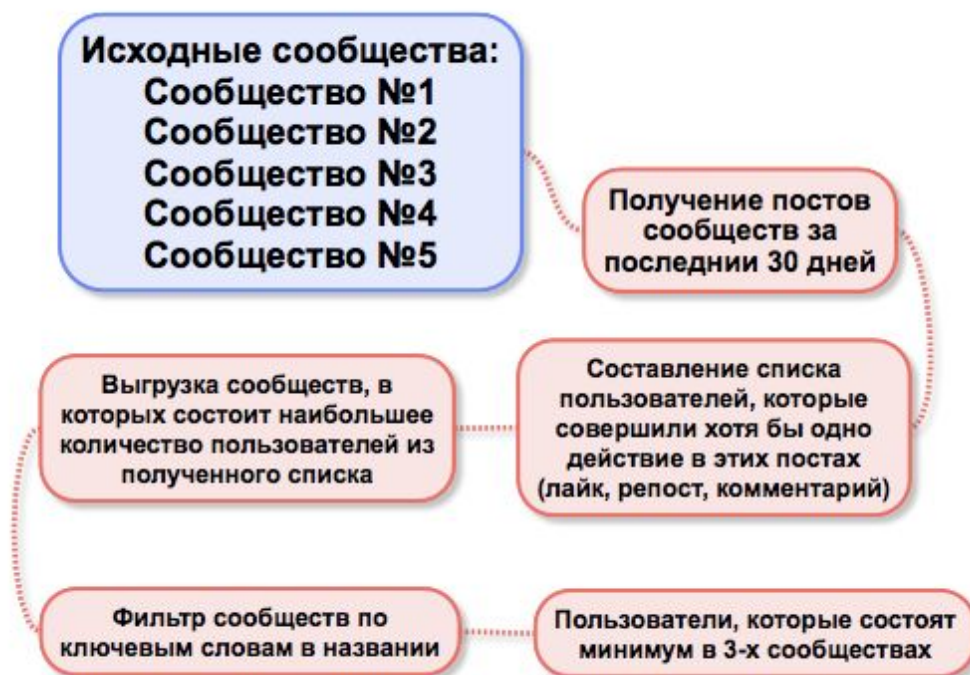 Исходные сообщества:
Сообщество №1
Сообщество №2
Сообщество №3
Сообщество №4
Сообщество №5
Получение постов
сообществ за
последнии 30 дней
Составление списка
пользователей, которые
совершили хотя бы одно
действие в этих постах
(лайк, репост, комментарий)
Выгрузка сообществ, в
которых состоит наибольшее
количество пользователей из
полученного списка
Фильтр сообществ по
ключевым словам в названии
Пользователи, которые состоят
минимум в 3-х сообществах